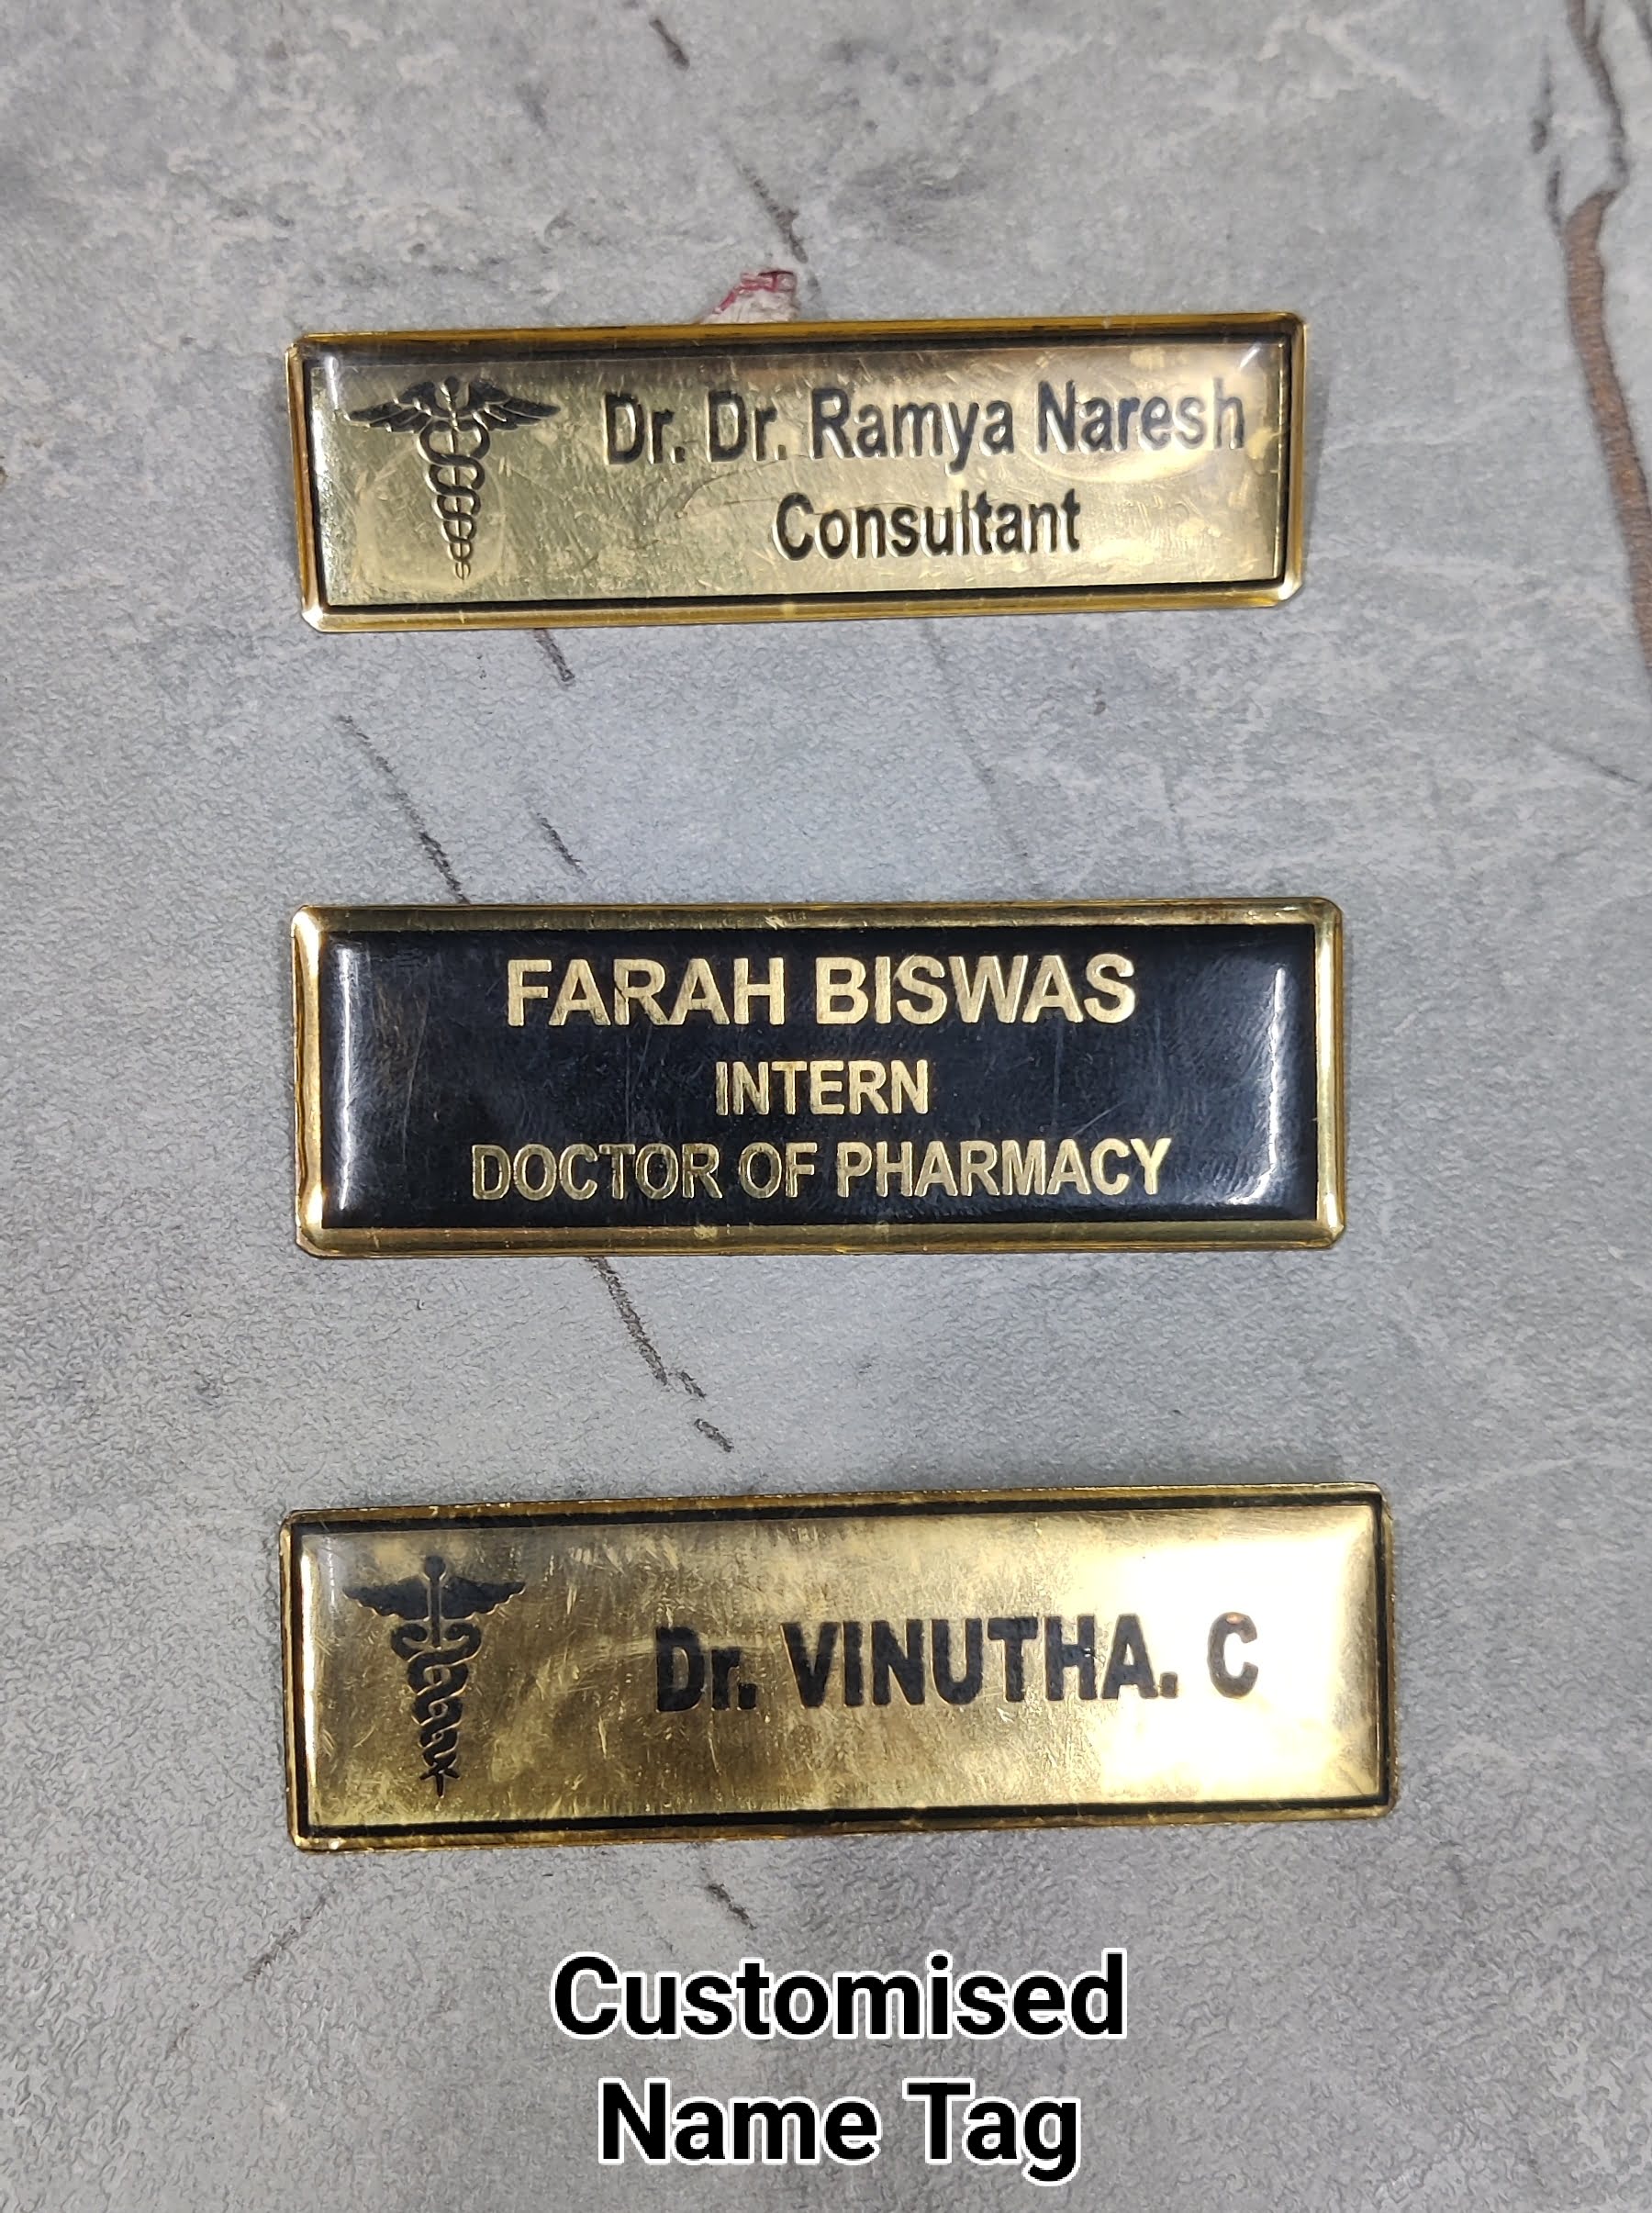 Dr. Dr. Ramya Naresh
Consultant
FARAH BISWAS
INTERN
DOCTOR OF PHARMACY
Dr. VINUTHA. C
Customised
Name Tag